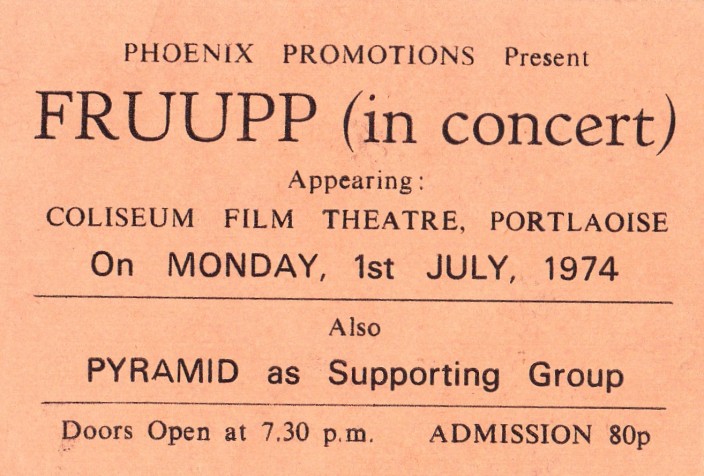 PHOENIX PROMOTIONS Present
FRUUPP (in concert)
Appearing:
COLISEUM FILM THEATRE, PORTLAOISE
On MONDAY, 1st JULY, 1974
Also
PYRAMID as Supporting Group
Doors Open at 7.30 p.m. ADMISSION 80p